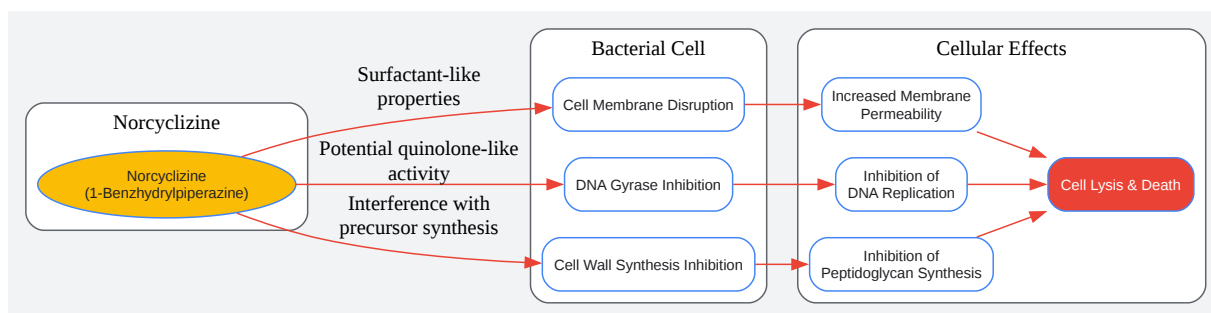 Norcyclizine
Norcyclizine
(1-Benzhydrylpiperazine)
Surfactant-like
properties
Potential quinolone-like
activity
Interference with
precursor synthesis
Bacterial Cell
Cell Membrane Disruption
DNA Gyrase Inhibition
Cell Wall Synthesis Inhibition
Cellular Effects
Increased Membrane
Permeability
Inhibition of
DNA Replication
Inhibition of
Peptidoglycan Synthesis
Cell Lysis & Death